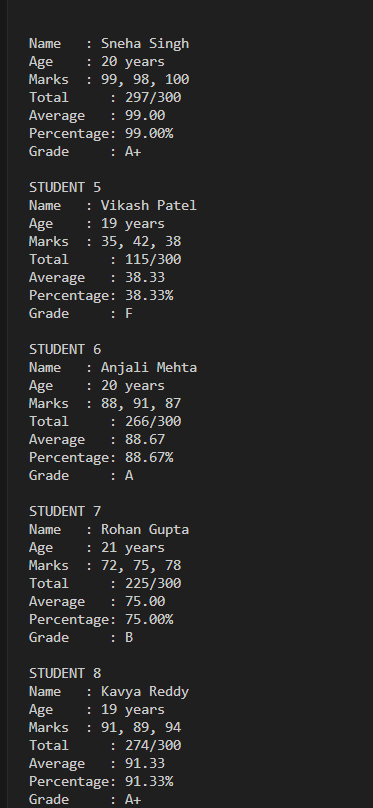 Name   : Sneha Singh
Age    : 20 years
Marks  : 99, 98, 100
Total     : 297/300
Average   : 99.00
Percentage: 99.00%
Grade     : A+

STUDENT 5
Name   : Vikash Patel
Age    : 19 years
Marks  : 35, 42, 38
Total     : 115/300
Average   : 38.33
Percentage: 38.33%
Grade     : F

STUDENT 6
Name   : Anjali Mehta
Age    : 20 years
Marks  : 88, 91, 87
Total     : 266/300
Average   : 88.67
Percentage: 88.67%
Grade     : A

STUDENT 7
Name   : Rohan Gupta
Age    : 21 years
Marks  : 72, 75, 78
Total     : 225/300
Average   : 75.00
Percentage: 75.00%
Grade     : B

STUDENT 8
Name   : Kavya Reddy
Age    : 19 years
Marks  : 91, 89, 94
Total     : 274/300
Average   : 91.33
Percentage: 91.33%
Grade     : A+